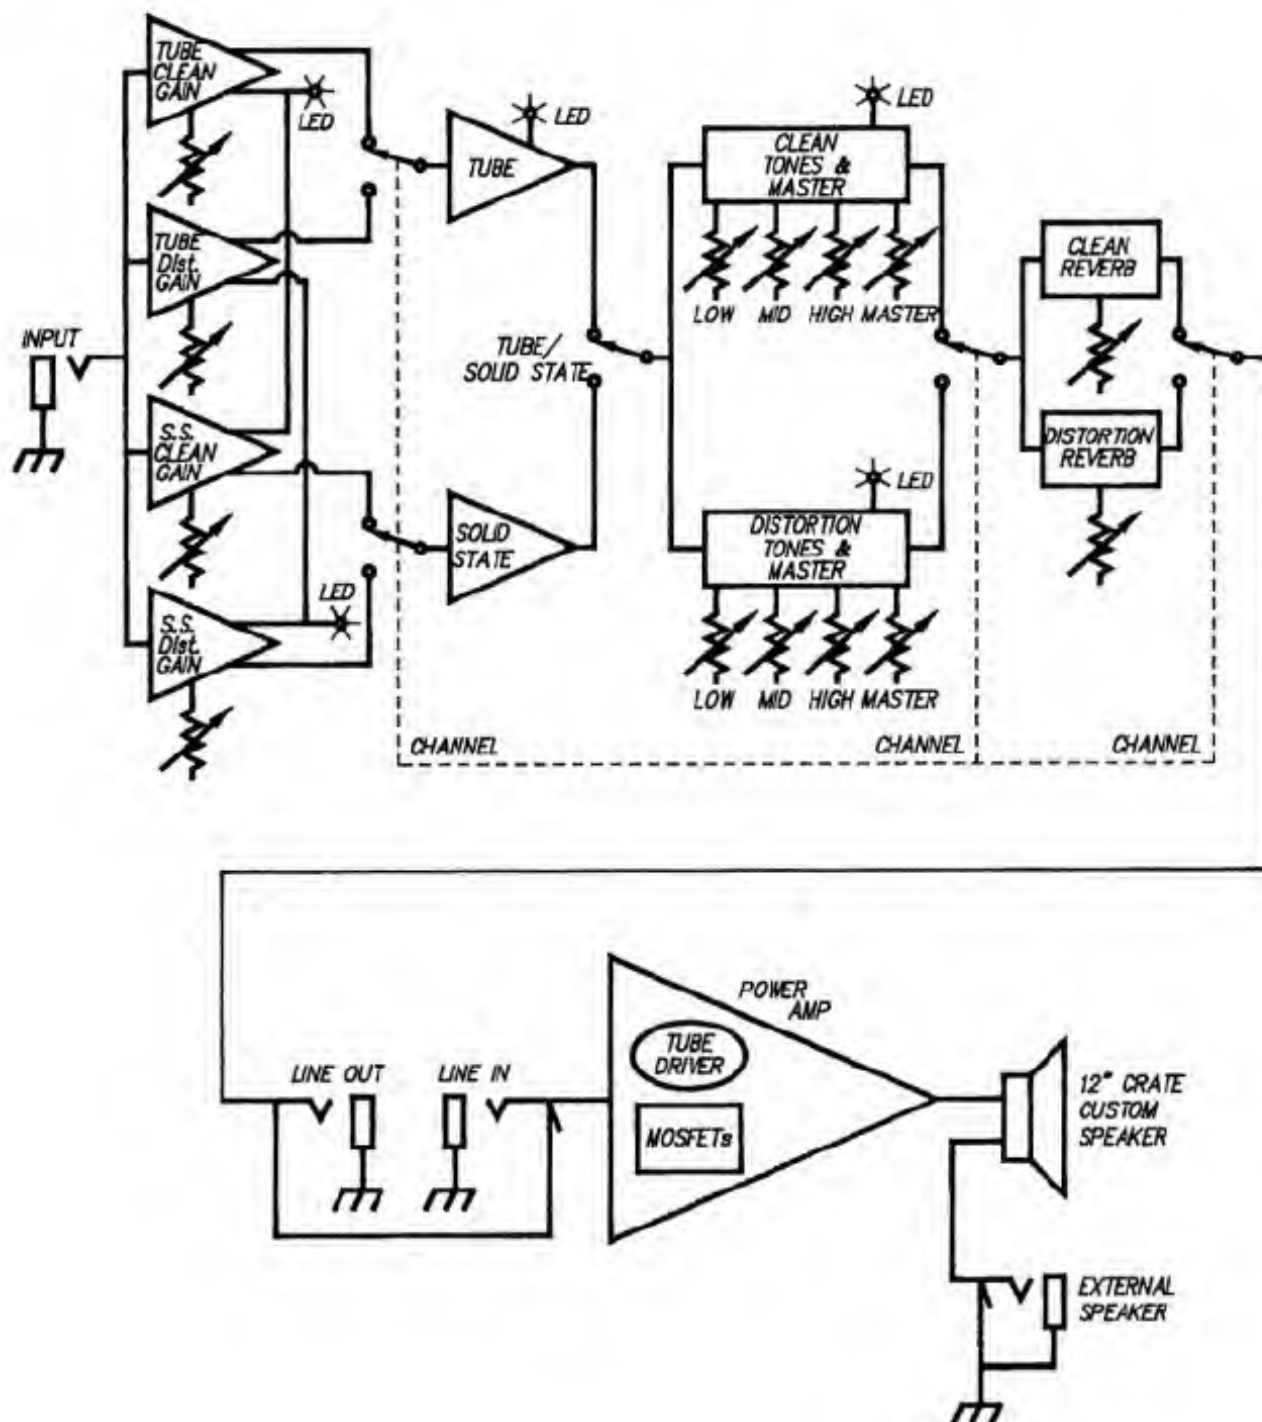 TUBE
CLEAN
GAIN
LED
TUBE
Dist.
GAIN
INPUT
S.S.
CLEAN
GAIN
LED
S.S.
Dist.
GAIN
LED
TUBE
TUBE/
SOLID STATE
SOLID
STATE
LED
CLEAN
TONES &
MASTER
LOW MID HIGH MASTER
LED
DISTORTION
TONES &
MASTER
LOW MID HIGH MASTER
CLEAN
REVERB
DISTORTION
REVERB
CHANNEL CHANNEL CHANNEL
POWER
AMP
TUBE
DRIVER
MOSFETs
LINE OUT LINE IN
12" CRATE
CUSTOM
SPEAKER
EXTERNAL
SPEAKER